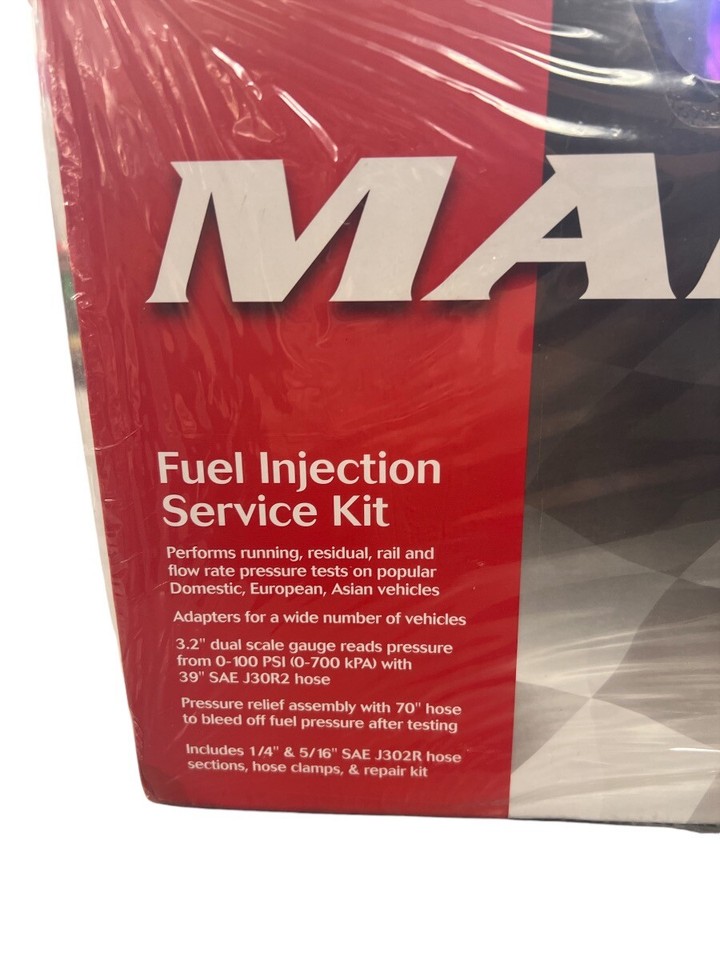 MA
Fuel Injection
Service Kit
Performs running, residual, rail and
flow rate pressure tests on popular
Domestic, European, Asian vehicles
Adapters for a wide number of vehicles
3.2" dual scale gauge reads pressure
from 0-100 PSI (0-700 kPA) with
39" SAE J30R2 hose
Pressure relief assembly with 70" hose
to bleed off fuel pressure after testing
Includes 1/4" & 5/16" SAE J302R hose
sections, hose clamps, & repair kit